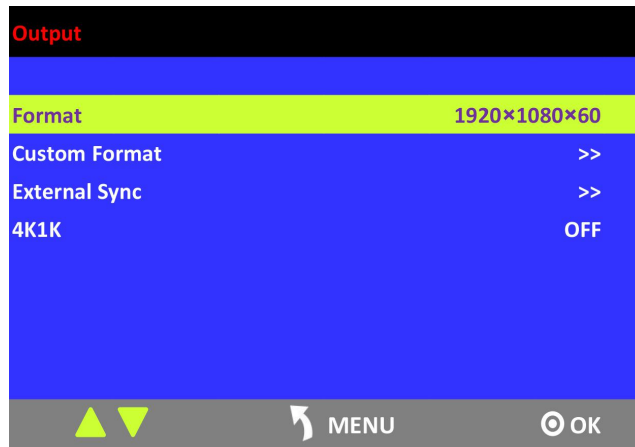 Output
Format 1920×1080×60
Custom Format >>
External Sync >>
4K1K OFF
MENU OK